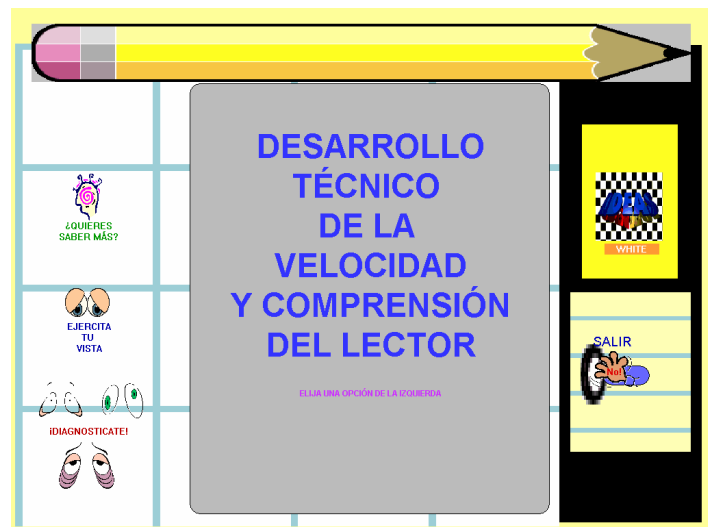 DESARROLLO
TÉCNICO
DE LA
VELOCIDAD
Y COMPRENSIÓN
DEL LECTOR
ELIJA UNA OPCIÓN DE LA IZQUIERDA
¿QUIERES
SABER MÁS?
EJERCITA
TU
VISTA
¡DIAGNOSTICATE!
IDEAS
WHITE
SALIR
No!